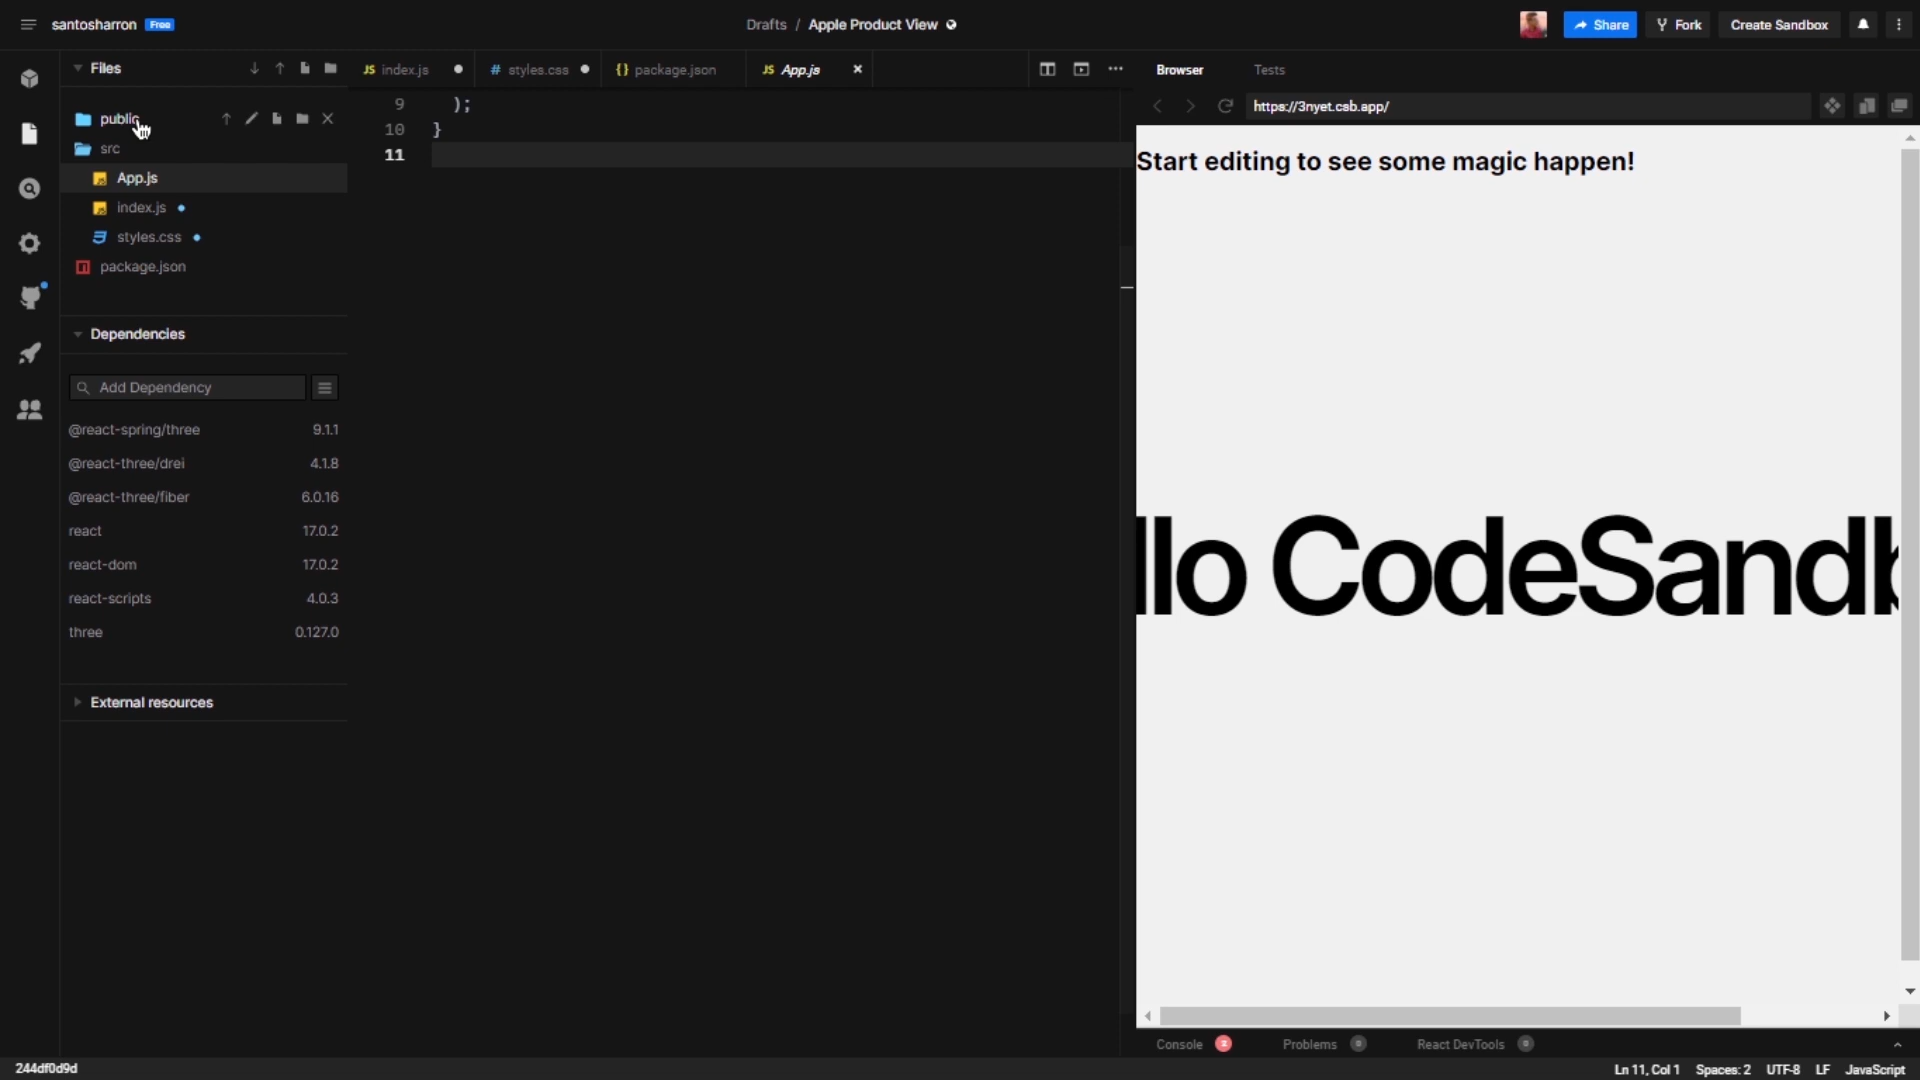 santosharron Free
Drafts / Apple Product View
Share
Fork
Create Sandbox
Files
public
src
App.js
index.js
styles.css
package.json
Dependencies
Add Dependency
@react-spring/three 9.1.1
@react-three/drei 4.1.8
@react-three/fiber 6.0.16
react 17.0.2
react-dom 17.0.2
react-scripts 4.0.3
three 0.127.0
External resources
JS index.js
# styles.css
{} package.json
JS App.js
9 );
10 }
11
Browser Tests
https://3nyet.csb.app/
Start editing to see some magic happen!
llo CodeSandb
Console 2 Problems 0 React DevTools 0
244df0d9d
Ln 11, Col 1 Spaces: 2 UTF-8 LF JavaScript